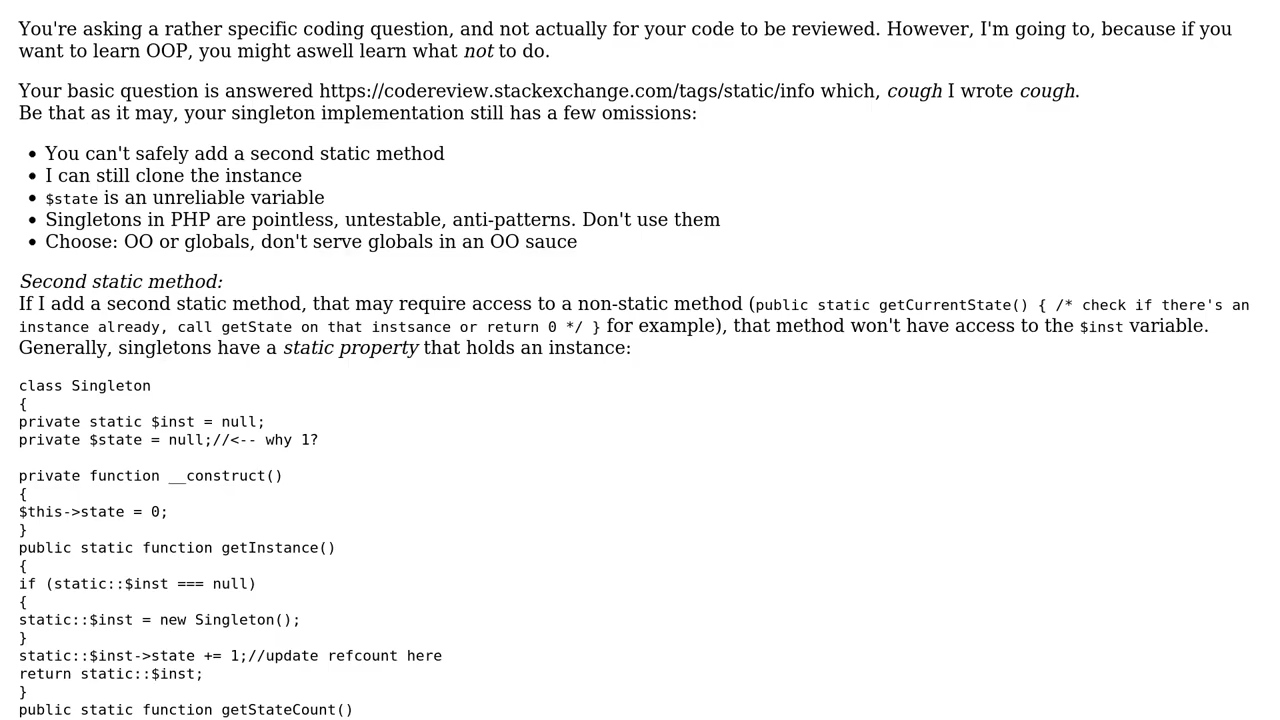 You're asking a rather specific coding question, and not actually for your code to be reviewed. However, I'm going to, because if you
want to learn OOP, you might aswell learn what not to do.
Your basic question is answered https://codereview.stackexchange.com/tags/static/info which, cough I wrote cough.
Be that as it may, your singleton implementation still has a few omissions:
• You can't safely add a second static method
• I can still clone the instance
• $state is an unreliable variable
• Singletons in PHP are pointless, untestable, anti-patterns. Don't use them
• Choose: OO or globals, don't serve globals in an OO sauce
Second static method:
If I add a second static method, that may require access to a non-static method (public static getCurrentState() { /* check if there's an
instance already, call getState on that instsance or return 0 */ } for example), that method won't have access to the $inst variable.
Generally, singletons have a static property that holds an instance:
class Singleton
{
private static $inst = null;
private $state = null;//<-- why 1?
private function __construct()
{
$this->state = 0;
}
public static function getInstance()
{
if (static::$inst === null)
{
static::$inst = new Singleton();
}
static::$inst->state += 1;//update refcount here
return static::$inst;
}
public static function getStateCount()